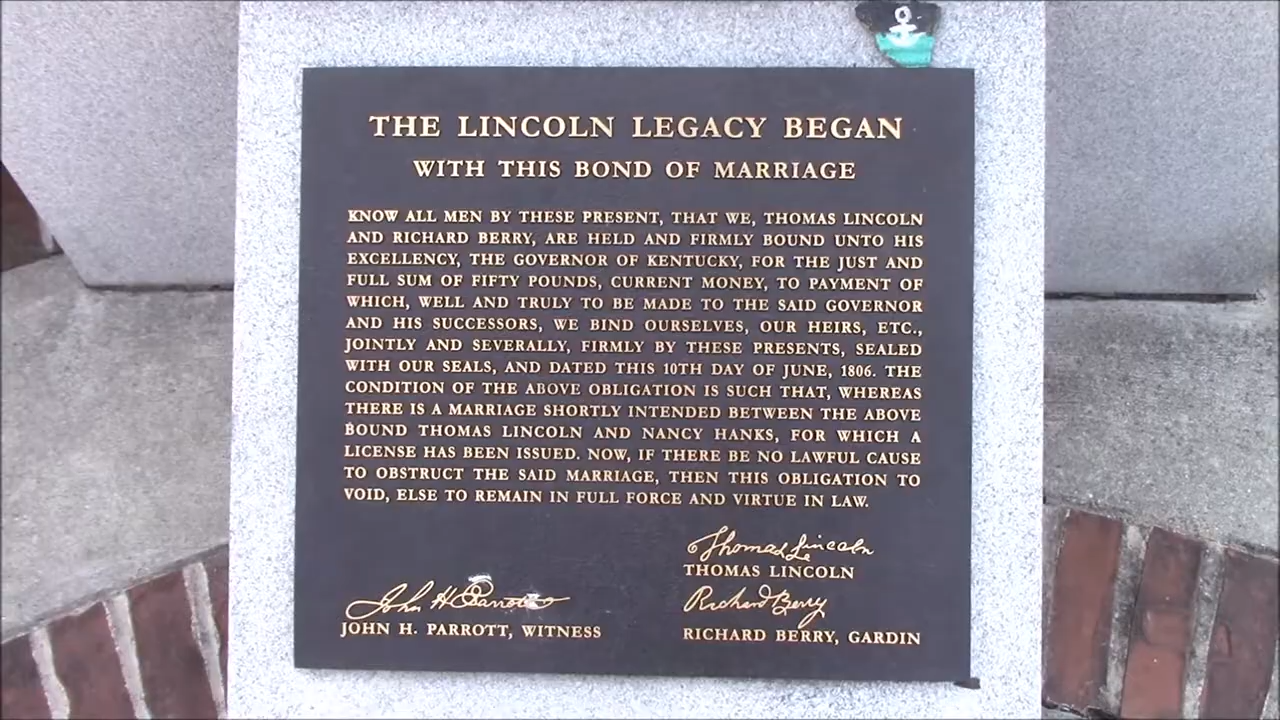 THE LINCOLN LEGACY BEGAN
WITH THIS BOND OF MARRIAGE
KNOW ALL MEN BY THESE PRESENT, THAT WE, THOMAS LINCOLN
AND RICHARD BERRY, ARE HELD AND FIRMLY BOUND UNTO HIS
EXCELLENCY, THE GOVERNOR OF KENTUCKY, FOR THE JUST AND
FULL SUM OF FIFTY POUNDS, CURRENT MONEY, TO PAYMENT OF
WHICH, WELL AND TRULY TO BE MADE TO THE SAID GOVERNOR
AND HIS SUCCESSORS, WE BIND OURSELVES, OUR HEIRS, ETC.,
JOINTLY AND SEVERALLY, FIRMLY BY THESE PRESENTS, SEALED
WITH OUR SEALS, AND DATED THIS 10TH DAY OF JUNE, 1806. THE
CONDITION OF THE ABOVE OBLIGATION IS SUCH THAT, WHEREAS
THERE IS A MARRIAGE SHORTLY INTENDED BETWEEN THE ABOVE
BOUND THOMAS LINCOLN AND NANCY HANKS, FOR WHICH A
LICENSE HAS BEEN ISSUED. NOW, IF THERE BE NO LAWFUL CAUSE
TO OBSTRUCT THE SAID MARRIAGE, THEN THIS OBLIGATION TO
VOID, ELSE TO REMAIN IN FULL FORCE AND VIRTUE IN LAW.
Thomas Lincoln
THOMAS LINCOLN
John H Parrott
Richard Berry
JOHN H. PARROTT, WITNESS
RICHARD BERRY, GARDIN